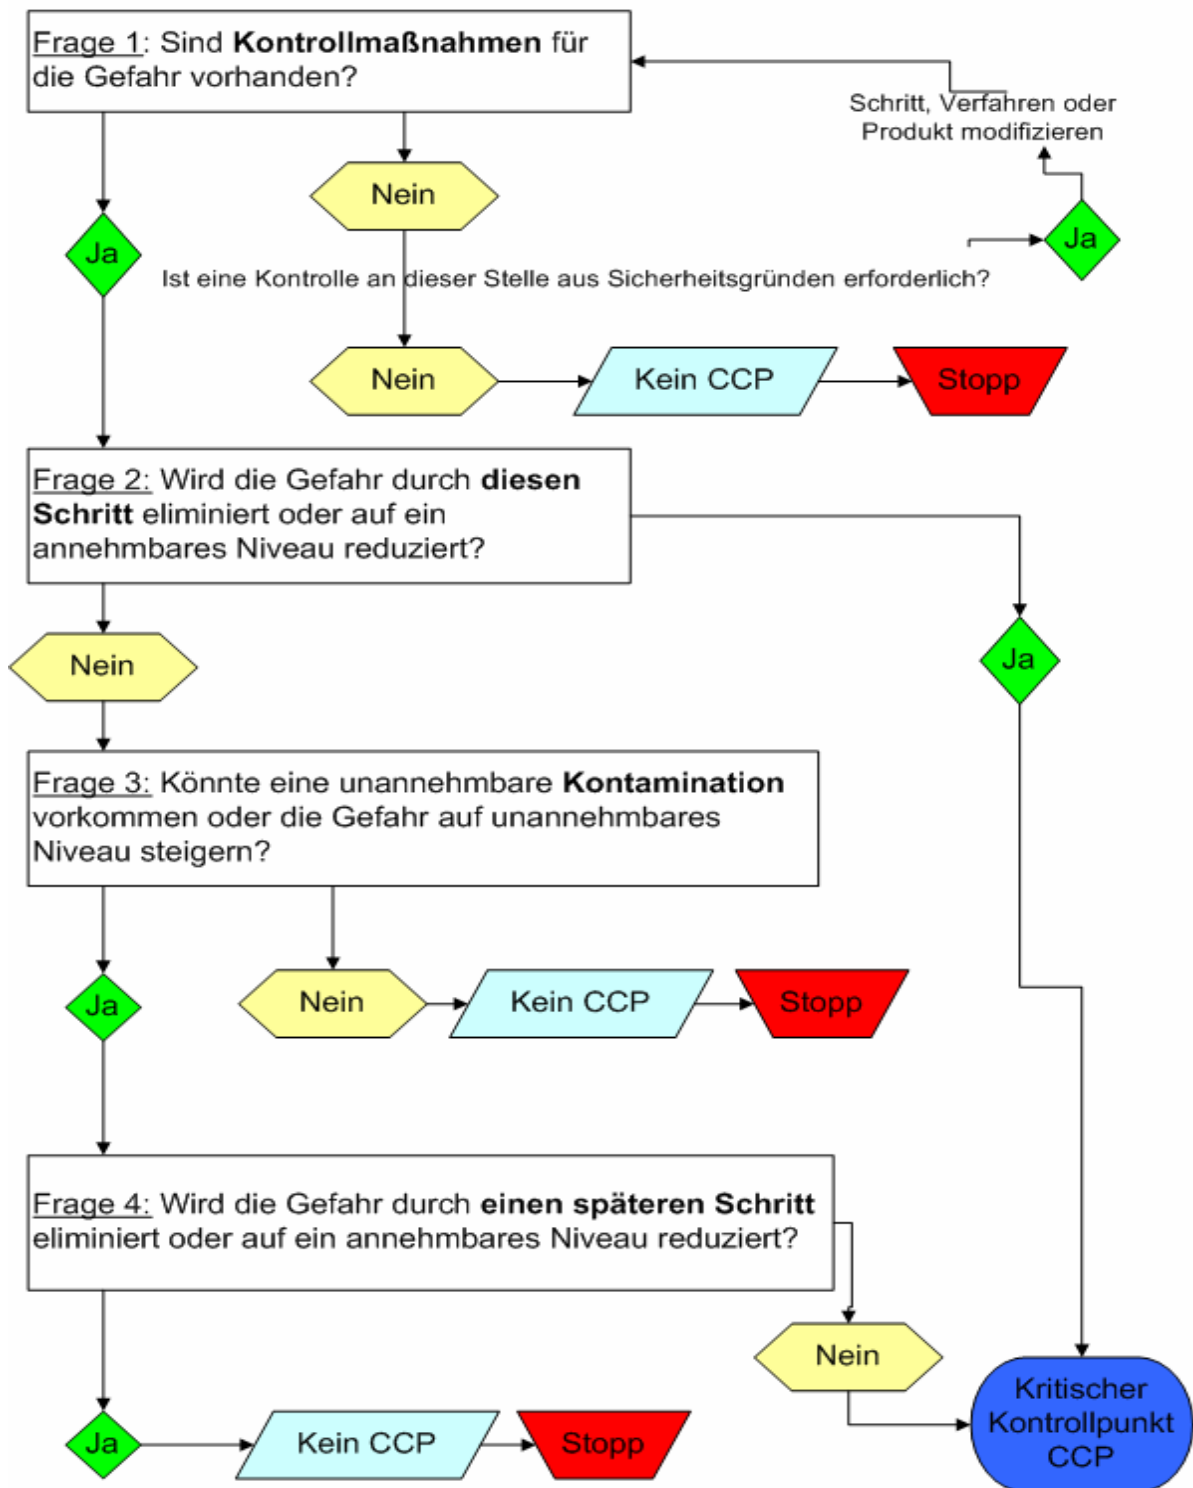 Frage 1: Sind Kontrollmaßnahmen für
die Gefahr vorhanden?
Schritt, Verfahren oder
Produkt modifizieren
Nein
Ja
Ja
Ist eine Kontrolle an dieser Stelle aus Sicherheitsgründen erforderlich?
Nein
Kein CCP
Stopp
Frage 2: Wird die Gefahr durch diesen
Schritt eliminiert oder auf ein
annehmbares Niveau reduziert?
Nein
Ja
Frage 3: Könnte eine unannehmbare Kontamination
vorkommen oder die Gefahr auf unannehmbares
Niveau steigern?
Ja
Nein
Kein CCP
Stopp
Frage 4: Wird die Gefahr durch einen späteren Schritt
eliminiert oder auf ein annehmbares Niveau reduziert?
Nein
Kritischer
Kontrollpunkt
CCP
Ja
Kein CCP
Stopp